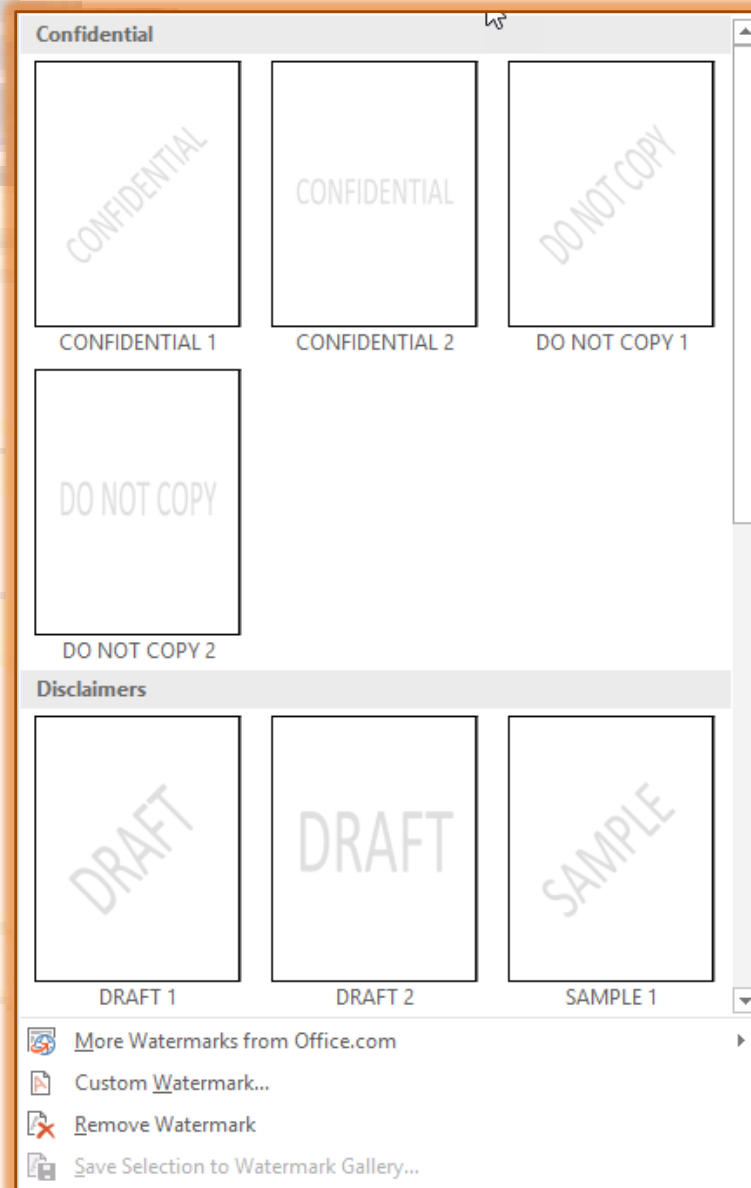 Confidential
CONFIDENTIAL
CONFIDENTIAL
DO NOT COPY
CONFIDENTIAL 1
CONFIDENTIAL 2
DO NOT COPY 1
DO NOT COPY
DO NOT COPY 2
Disclaimers
DRAFT
DRAFT
SAMPLE
DRAFT 1
DRAFT 2
SAMPLE 1
More Watermarks from Office.com
Custom Watermark...
Remove Watermark
Save Selection to Watermark Gallery...